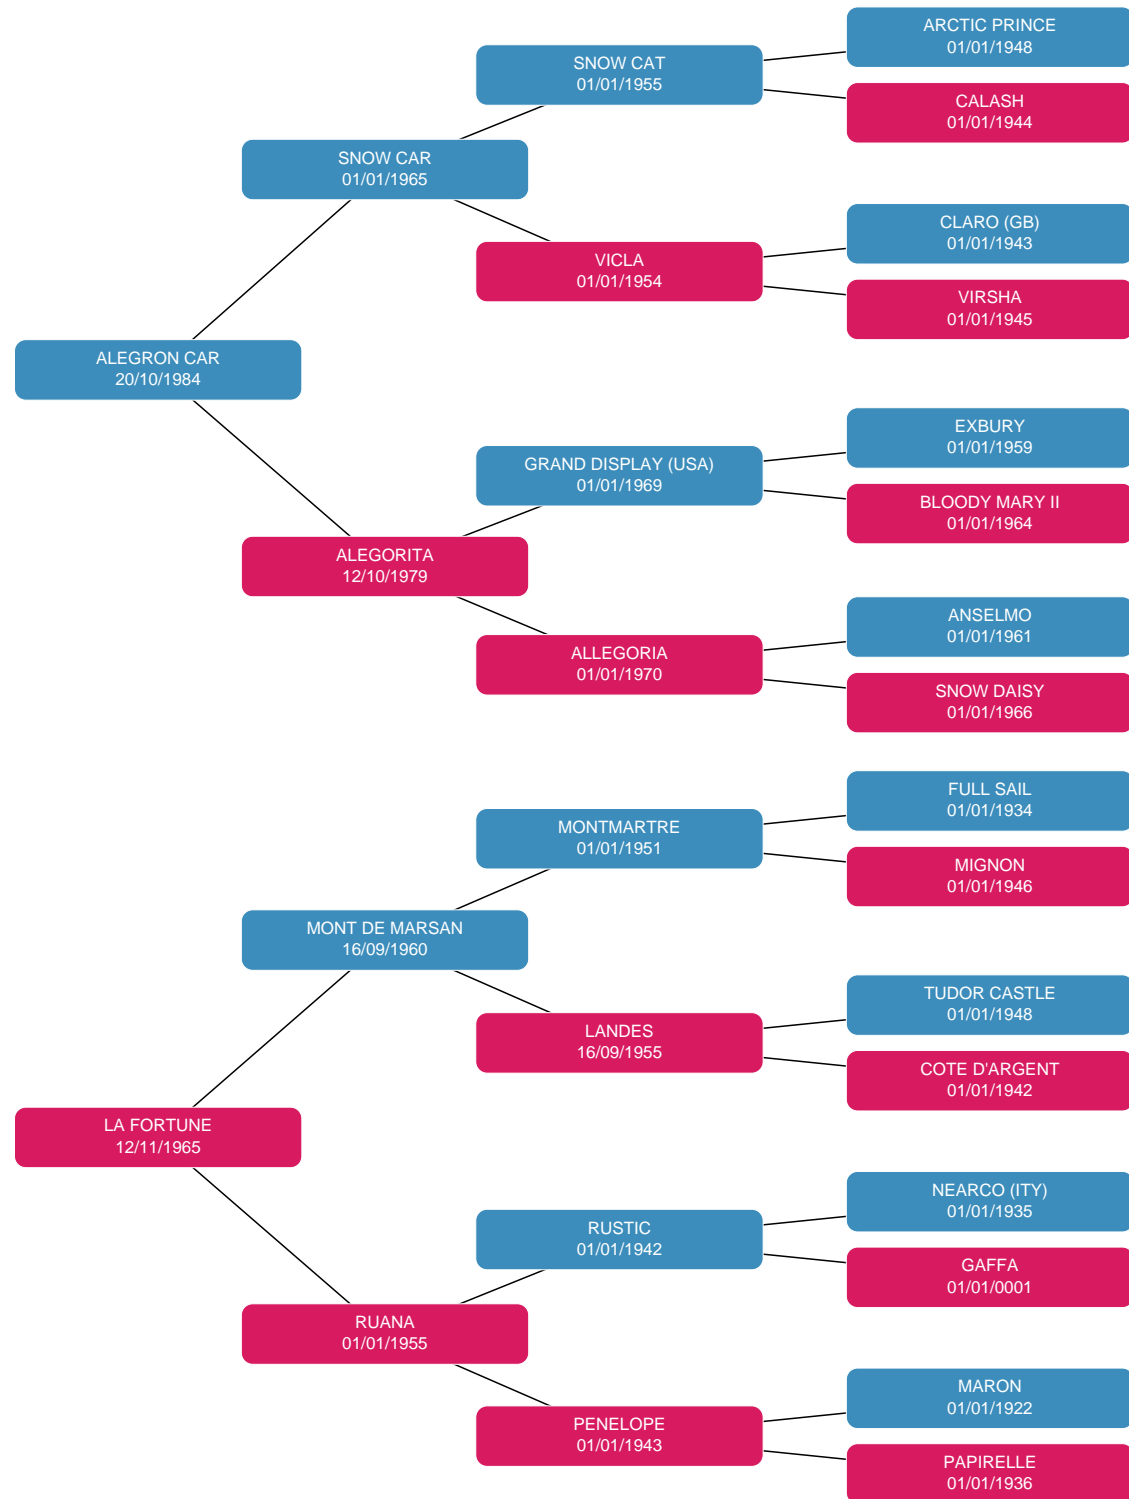 ARCTIC PRINCE
01/01/1948
SNOW CAT
01/01/1955
CALASH
01/01/1944
SNOW CAR
01/01/1965
CLARO (GB)
01/01/1943
VICLA
01/01/1954
VIRSHA
01/01/1945
ALEGRON CAR
20/10/1984
EXBURY
01/01/1959
GRAND DISPLAY (USA)
01/01/1969
BLOODY MARY II
01/01/1964
ALEGORITA
12/10/1979
ANSELMO
01/01/1961
ALLEGORIA
01/01/1970
SNOW DAISY
01/01/1966
FULL SAIL
01/01/1934
MONTMARTRE
01/01/1951
MIGNON
01/01/1946
MONT DE MARSAN
16/09/1960
TUDOR CASTLE
01/01/1948
LANDES
16/09/1955
COTE D'ARGENT
01/01/1942
LA FORTUNE
12/11/1965
NEARCO (ITY)
01/01/1935
RUSTIC
01/01/1942
GAFFA
01/01/0001
RUANA
01/01/1955
MARON
01/01/1922
PENELOPE
01/01/1943
PAPIRELLE
01/01/1936